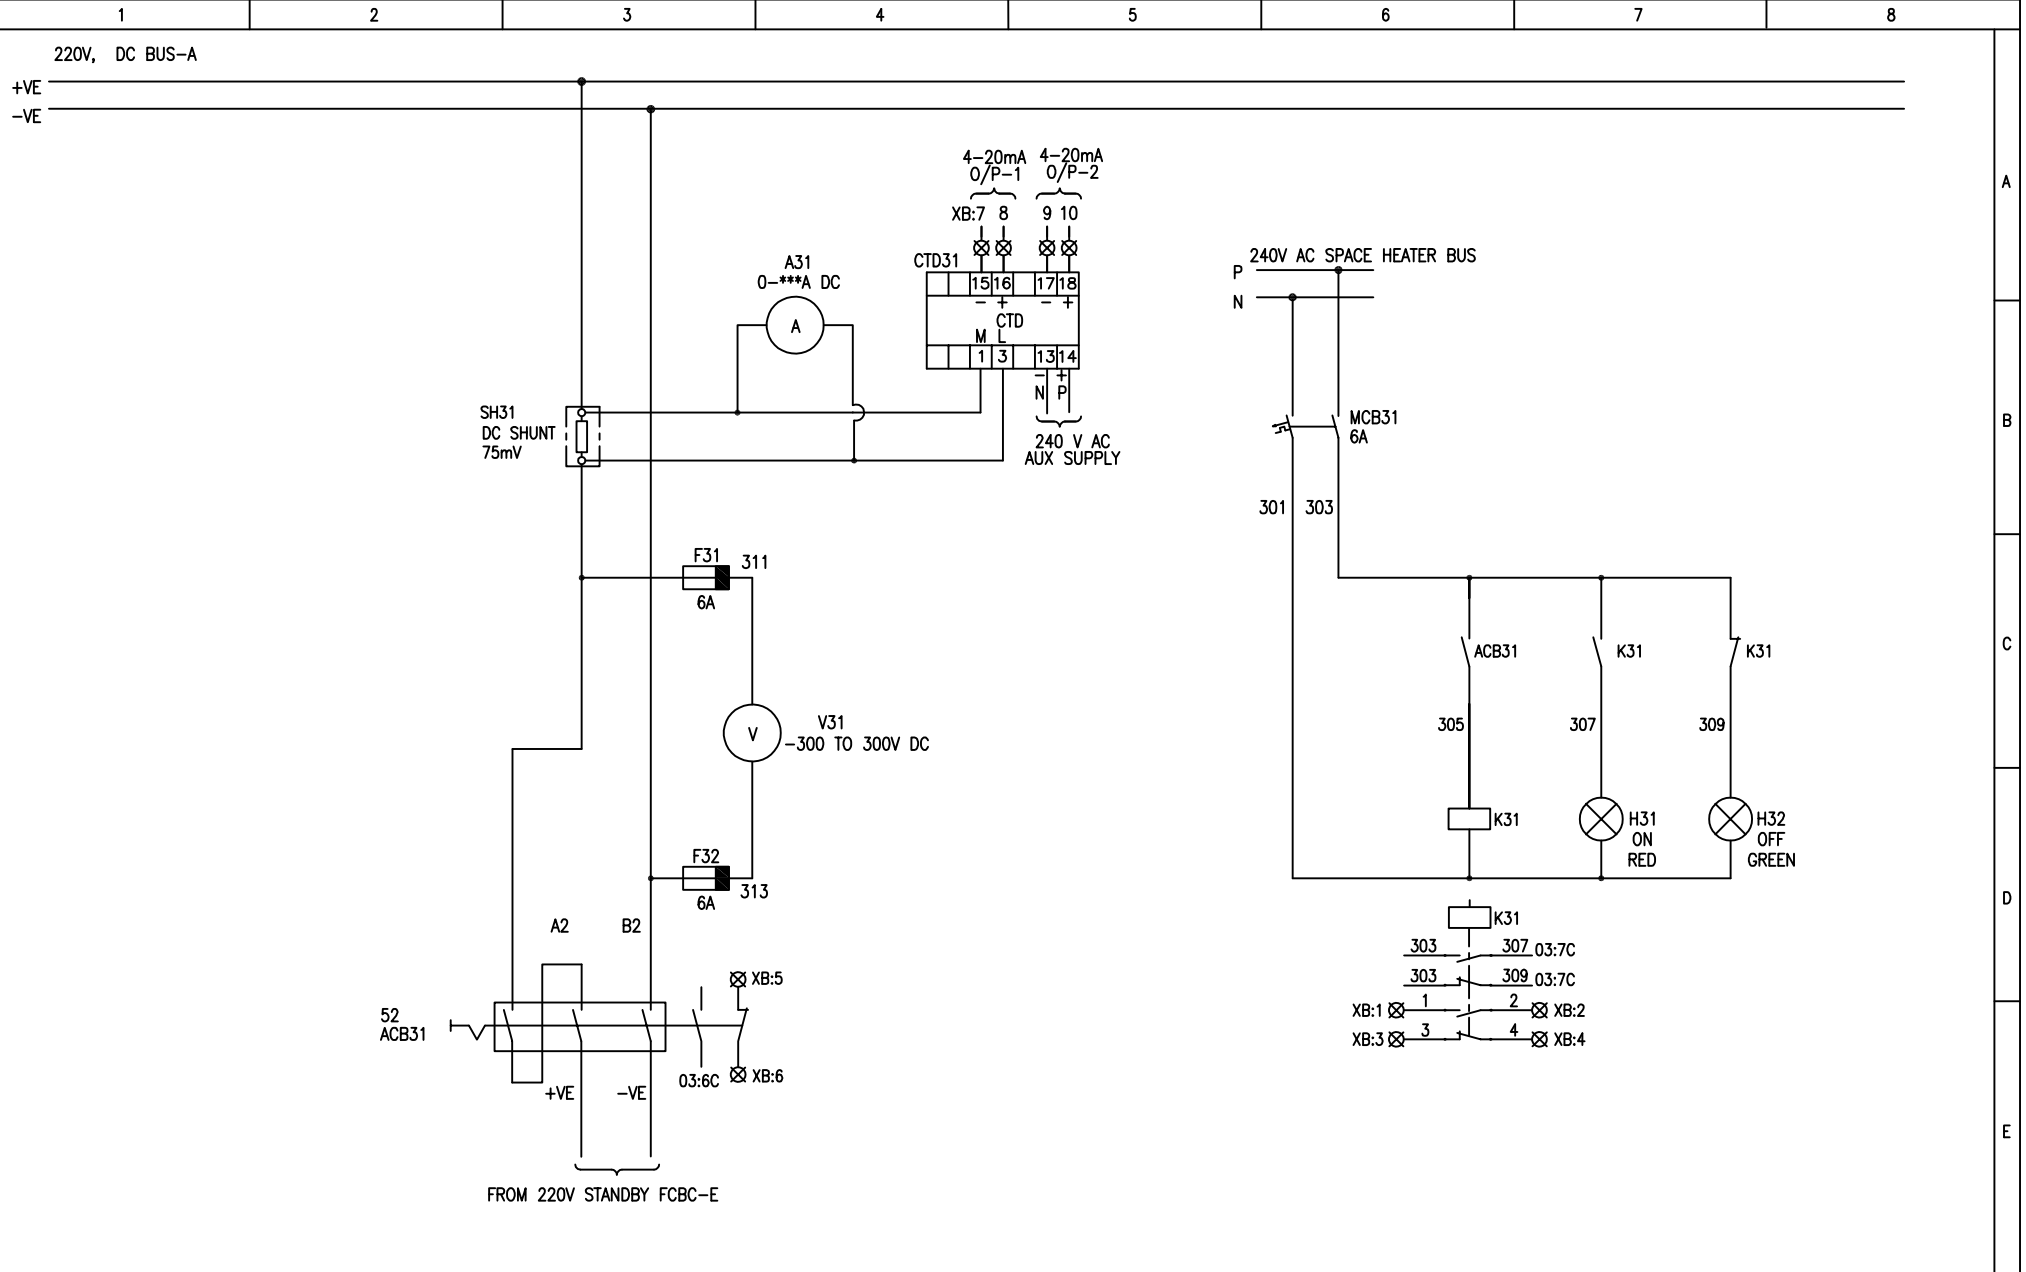 1 2 3 4 5 6 7 8
220V, DC BUS-A
+VE
-VE
4-20mA 4-20mA
O/P-1 O/P-2
XB:7 8 9 10
A
CTD31
A31
0-***A DC
15 16 17 18
- + - +
CTD
A
M L
1 3 13 14
- +
N P
240 V AC
AUX SUPPLY
240V AC SPACE HEATER BUS
P
N
SH31
DC SHUNT
75mV
MCB31
6A
B
301 303
F31 311
6A
ACB31 K31 K31
C
305 307 309
V
V31
-300 TO 300V DC
K31
H31
ON
RED
H32
OFF
GREEN
F32
313
6A
A2 B2
D
K31
303 307 03:7C
303 309 03:7C
XB:1 1 2 XB:2
XB:3 3 4 XB:4
XB:5
52
ACB31
03:6C XB:6
+VE -VE
E
FROM 220V STANDBY FCBC-E